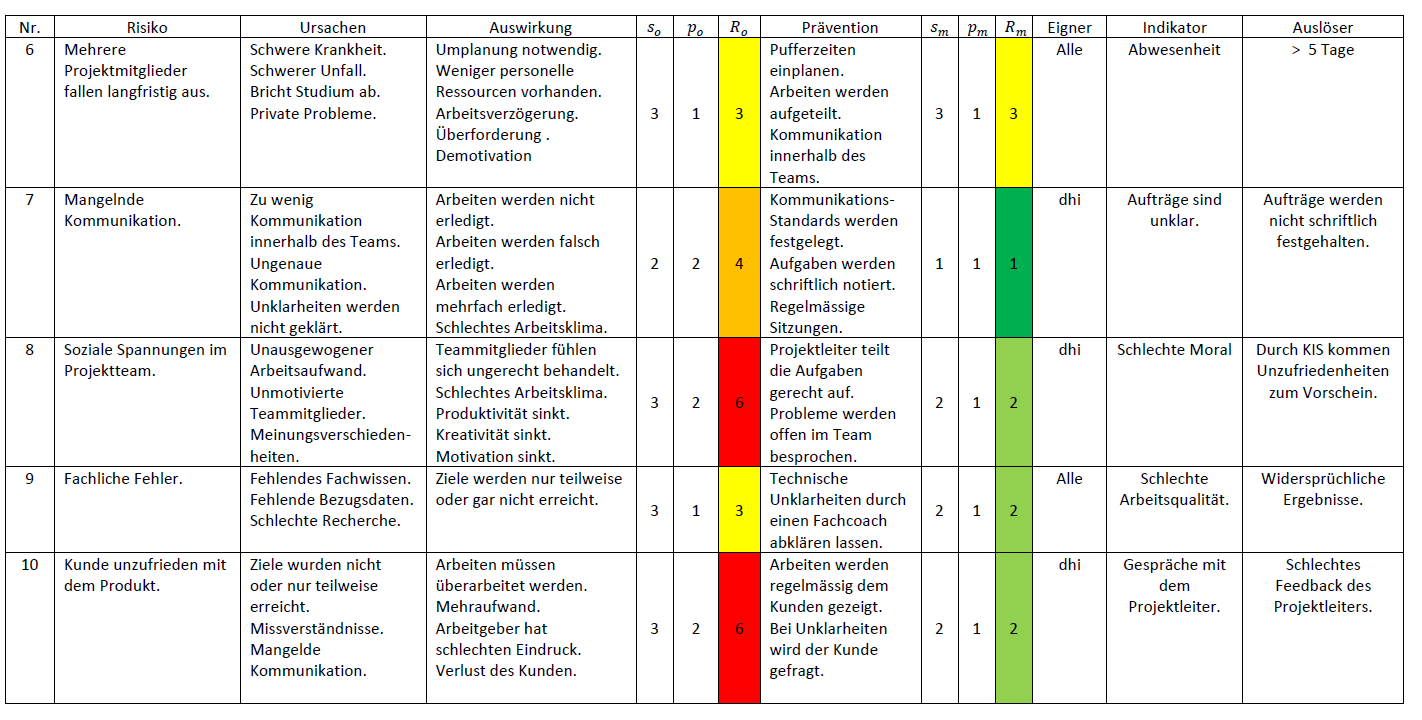 Nr. Risiko Ursachen Auswirkung s₀ p₀ R₀ Prävention sₘ pₘ Rₘ Eigner Indikator Auslöser
6 Mehrere Schwere Krankheit. Umplanung notwendig. Pufferzeiten Alle Abwesenheit > 5 Tage
Projektmitglieder Schwerer Unfall. Weniger personelle einplanen.
fallen langfristig aus. Bricht Studium ab. Ressourcen vorhanden. Arbeiten werden
Private Probleme. Arbeitsverzögerung. 3 1 3 aufgeteilt. 3 1 3
Überforderung . Kommunikation
Demotivation innerhalb des
Teams.
7 Mangelnde Zu wenig Arbeiten werden nicht Kommunikations- dhi Aufträge sind Aufträge werden
Kommunikation. Kommunikation erledigt. Standards werden unklar. nicht schriftlich
innerhalb des Teams. Arbeiten werden falsch festgelegt. festgehalten.
Ungenaue erledigt. 2 2 4 Aufgaben werden 1 1 1
Kommunikation. Arbeiten werden schriftlich notiert.
Unklarheiten werden mehrfach erledigt. Regelmässige
nicht geklärt. Schlechtes Arbeitsklima. Sitzungen.
8 Soziale Spannungen im Unausgewogener Teammitglieder fühlen Projektleiter teilt dhi Schlechte Moral Durch KIS kommen
Projektteam. Arbeitsaufwand. sich ungerecht behandelt. die Aufgaben Unzufriedenheiten
Unmotivierte Schlechtes Arbeitsklima. gerecht auf. zum Vorschein.
Teammitglieder. Produktivität sinkt. 3 2 6 Probleme werden 2 1 2
Meinungsverschieden- Kreativität sinkt. offen im Team
heiten. Motivation sinkt. besprochen.
9 Fachliche Fehler. Fehlendes Fachwissen. Ziele werden nur teilweise Technische Alle Schlechte Widersprüchliche
Fehlende Bezugsdaten. oder gar nicht erreicht. Unklarheiten durch Arbeitsqualität. Ergebnisse.
Schlechte Recherche. 3 1 3 einen Fachcoach 2 1 2
abklären lassen.
10 Kunde unzufrieden mit Ziele wurden nicht Arbeiten müssen Arbeiten werden dhi Gespräche mit Schlechtes
dem Produkt. oder nur teilweise überarbeitet werden. regelmässig dem dem Feedback des
erreicht. Mehraufwand. Kunden gezeigt. Projektleiter. Projektleiters.
Missverständnisse. Arbeitgeber hat 3 2 6 Bei Unklarheiten 2 1 2
Mangelde schlechten Eindruck. wird der Kunde
Kommunikation. Verlust des Kunden. gefragt.